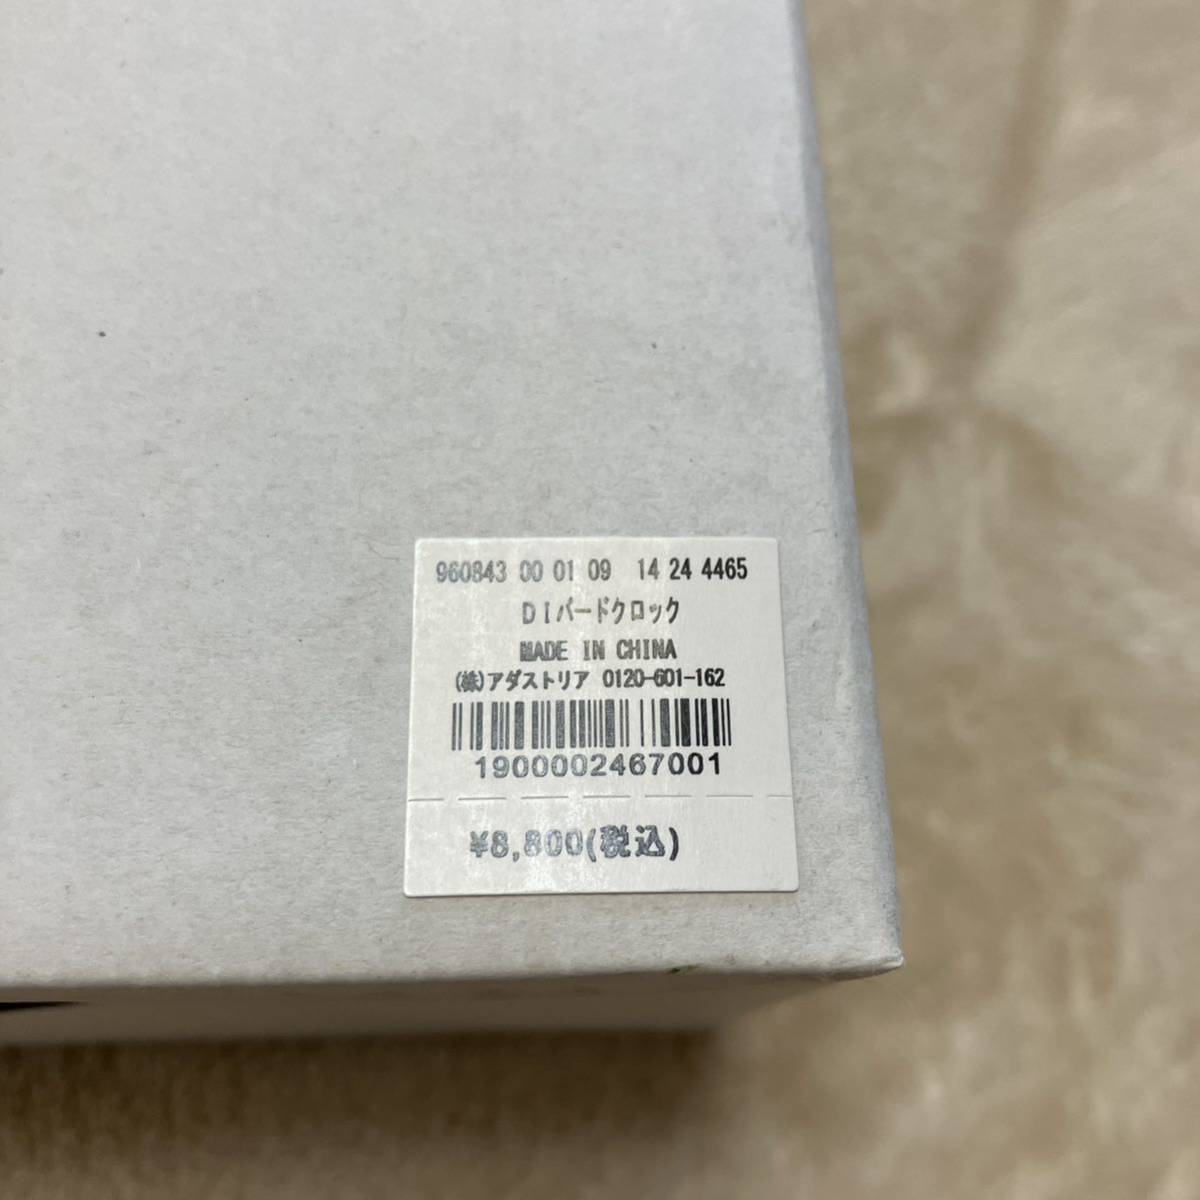 960843 00 01 09 14 24 4465
DIバードクロック
MADE IN CHINA
(株)アダストリア 0120-601-162
1900002467001
¥8,800(税込)